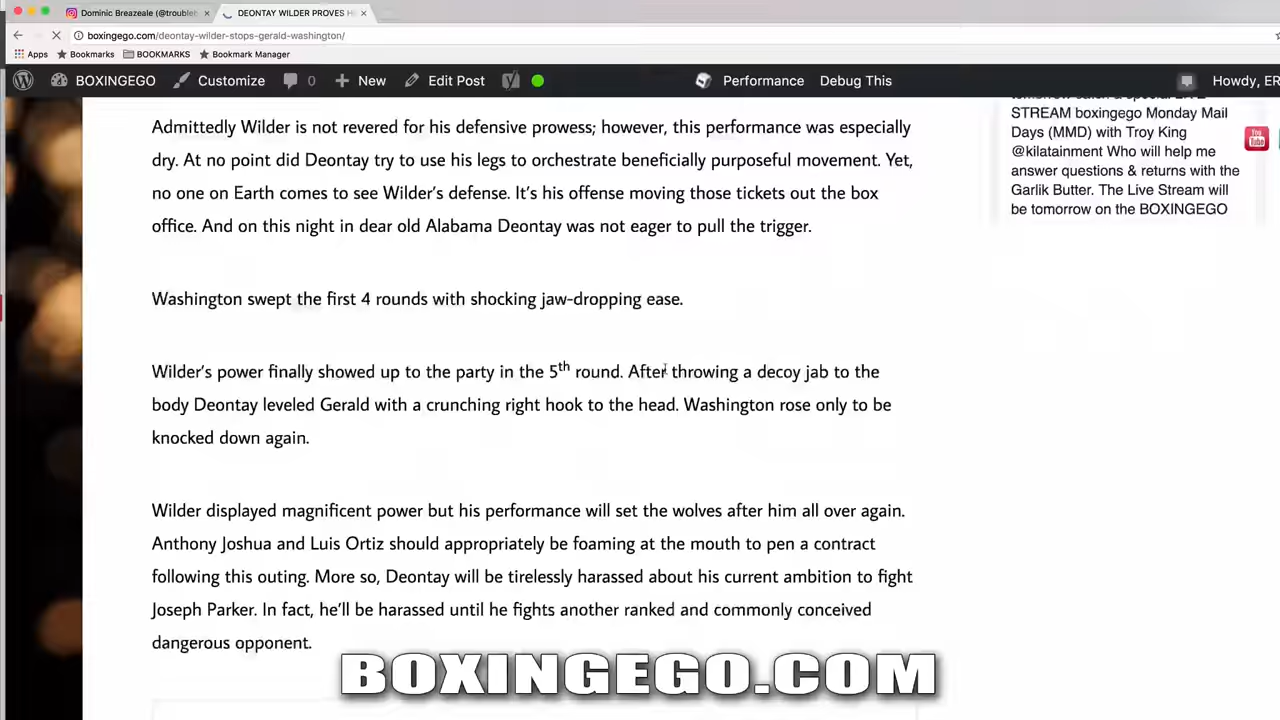 Dominic Breazeale (@troubleb
DEONTAY WILDER PROVES H
boxingego.com/deontay-wilder-stops-gerald-washington/
Apps Bookmarks BOOKMARKS Bookmark Manager
BOXINGEGO Customize 0 New Edit Post Performance Debug This Howdy, ER
Admittedly Wilder is not revered for his defensive prowess; however, this performance was especially
dry. At no point did Deontay try to use his legs to orchestrate beneficially purposeful movement. Yet,
no one on Earth comes to see Wilder's defense. It's his offense moving those tickets out the box
office. And on this night in dear old Alabama Deontay was not eager to pull the trigger.
Washington swept the first 4 rounds with shocking jaw-dropping ease.
Wilder's power finally showed up to the party in the 5th round. After throwing a decoy jab to the
body Deontay leveled Gerald with a crunching right hook to the head. Washington rose only to be
knocked down again.
Wilder displayed magnificent power but his performance will set the wolves after him all over again.
Anthony Joshua and Luis Ortiz should appropriately be foaming at the mouth to pen a contract
following this outing. More so, Deontay will be tirelessly harassed about his current ambition to fight
Joseph Parker. In fact, he'll be harassed until he fights another ranked and commonly conceived
dangerous opponent.
STREAM boxingego Monday Mail
Days (MMD) with Troy King
@kilatainment Who will help me
answer questions & returns with the
Garlik Butter. The Live Stream will
be tomorrow on the BOXINGEGO
You
Tube
BOXINGEGO.COM